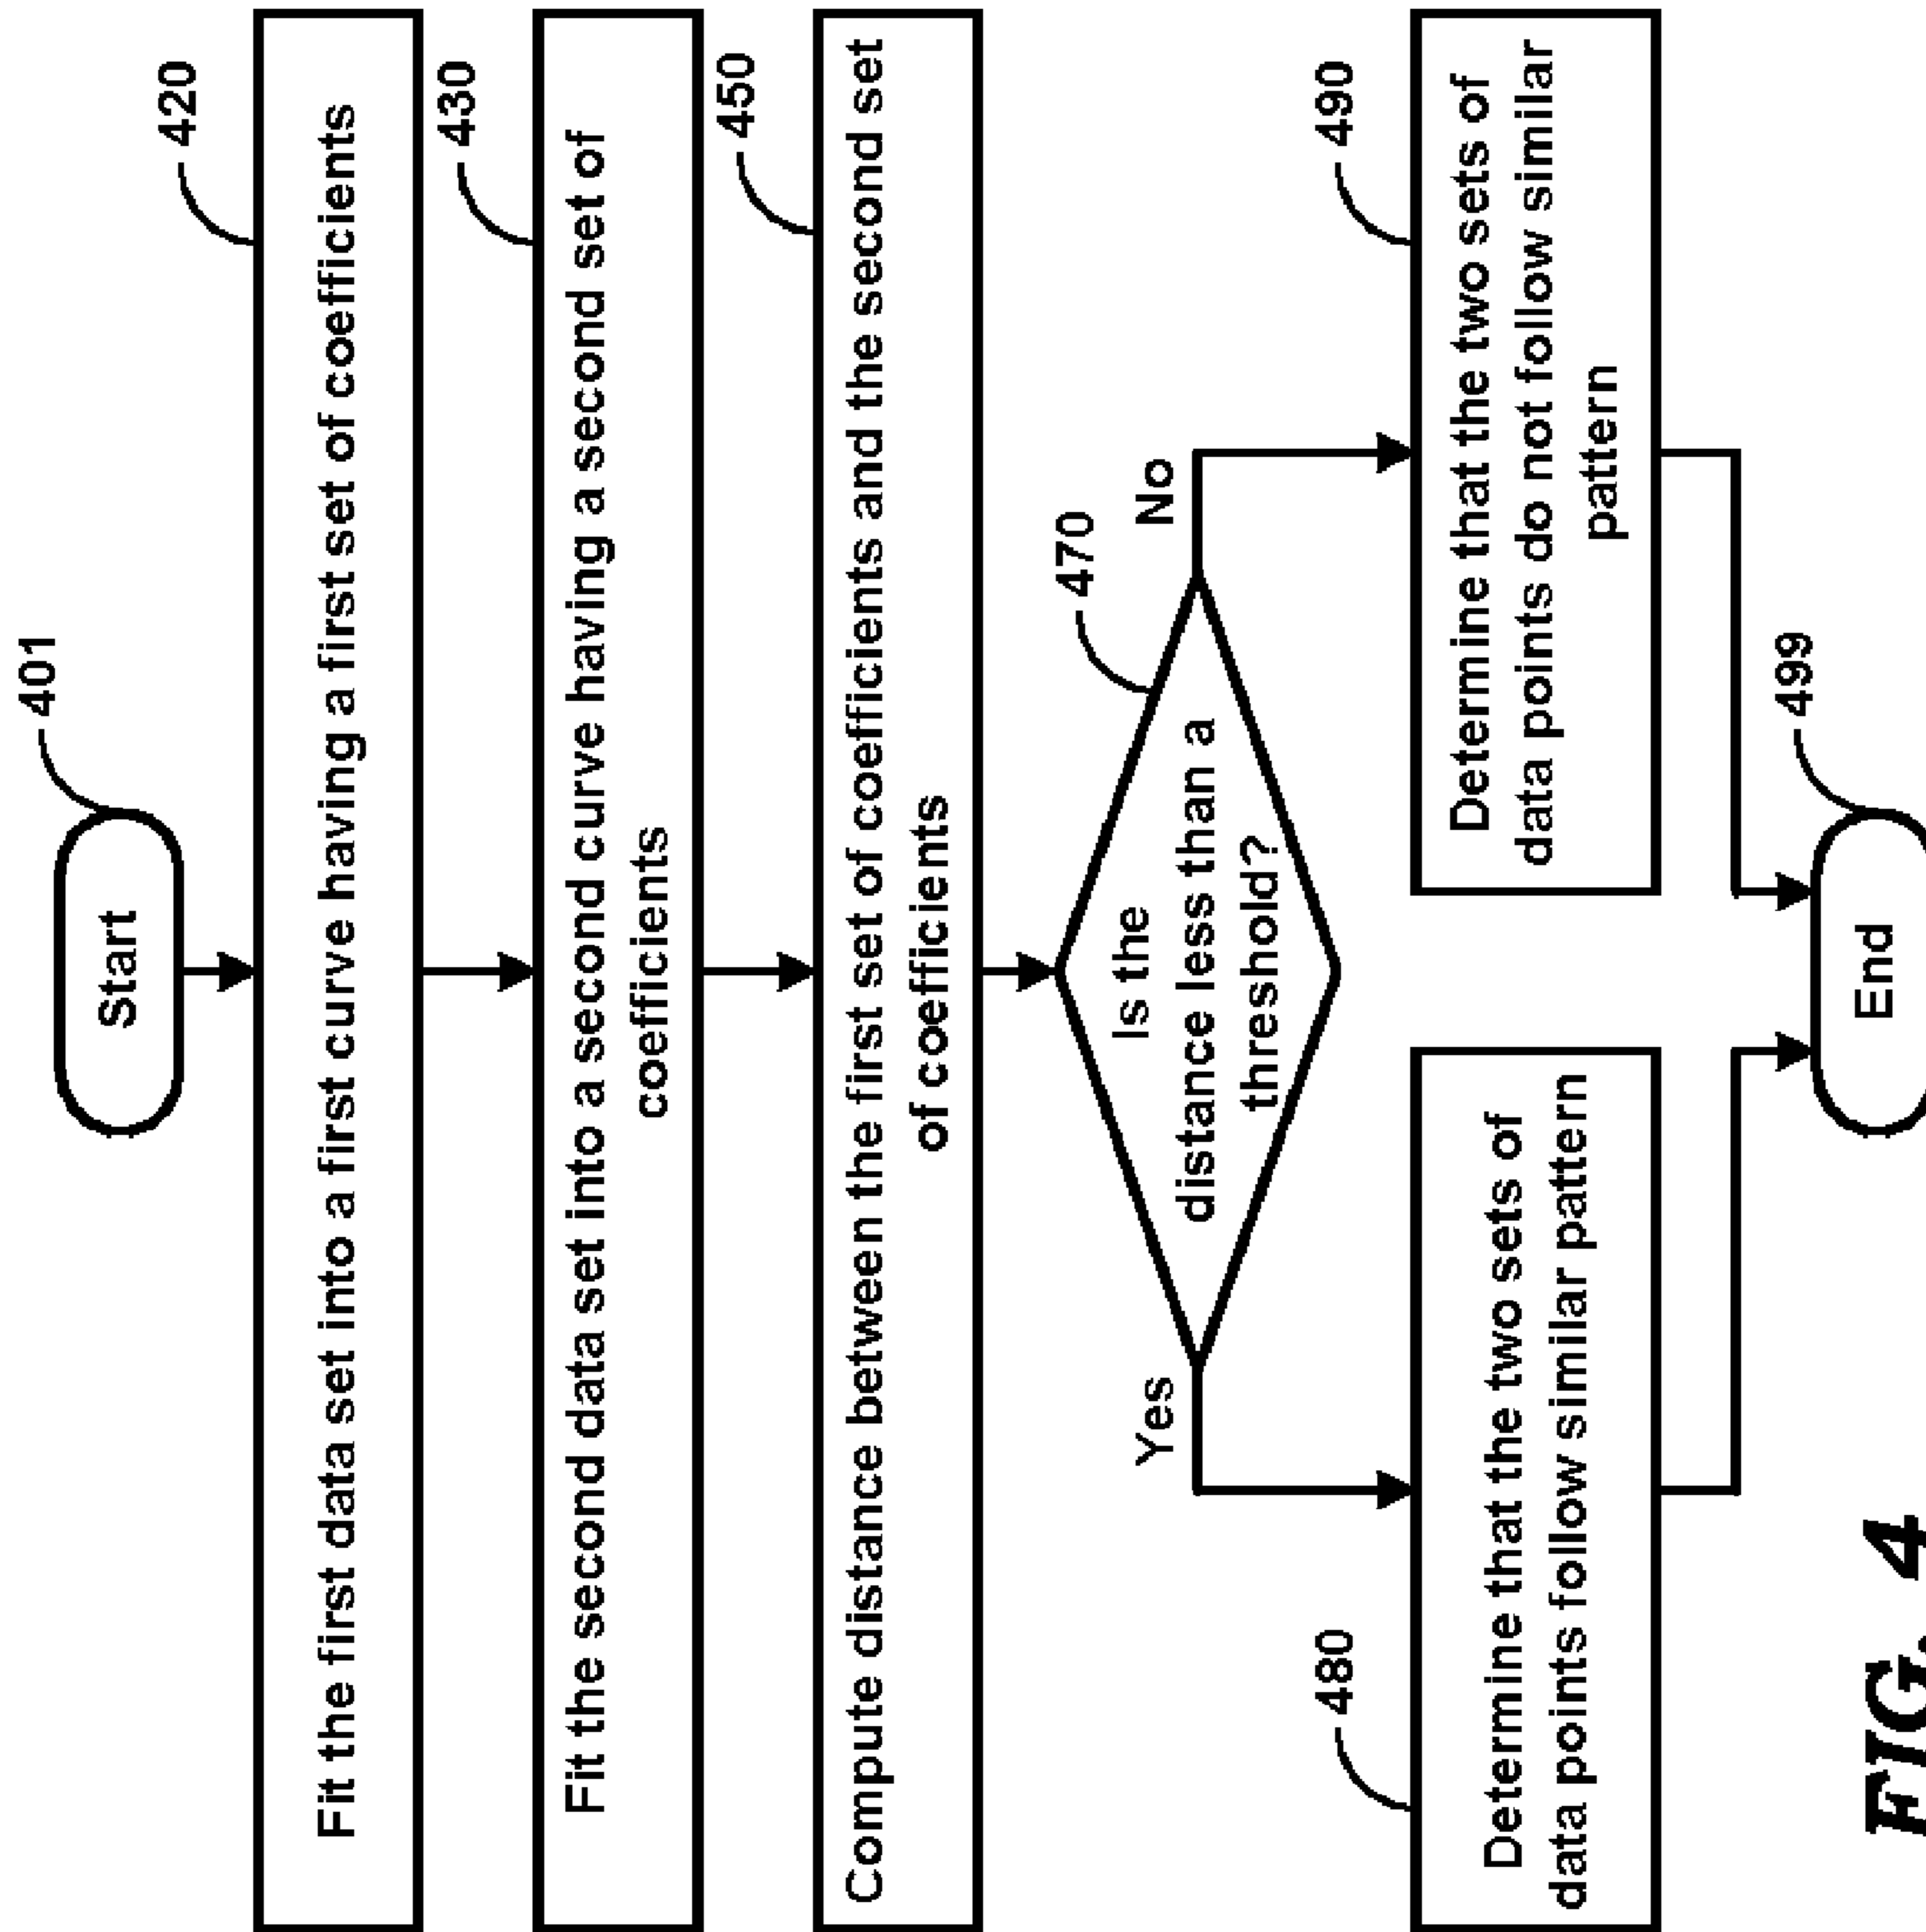 401
Start
420
Fit the first data set into a first curve having a first set of coefficients
430
Fit the second data set into a second curve having a second set of
coefficients
450
Compute distance between the first set of coefficients and the second set
of coefficients
470
Is the
distance less than a
threshold?
Yes
No
480
Determine that the two sets of
data points follow similar pattern
490
Determine that the two sets of
data points do not follow similar
pattern
499
End
FIG. 4